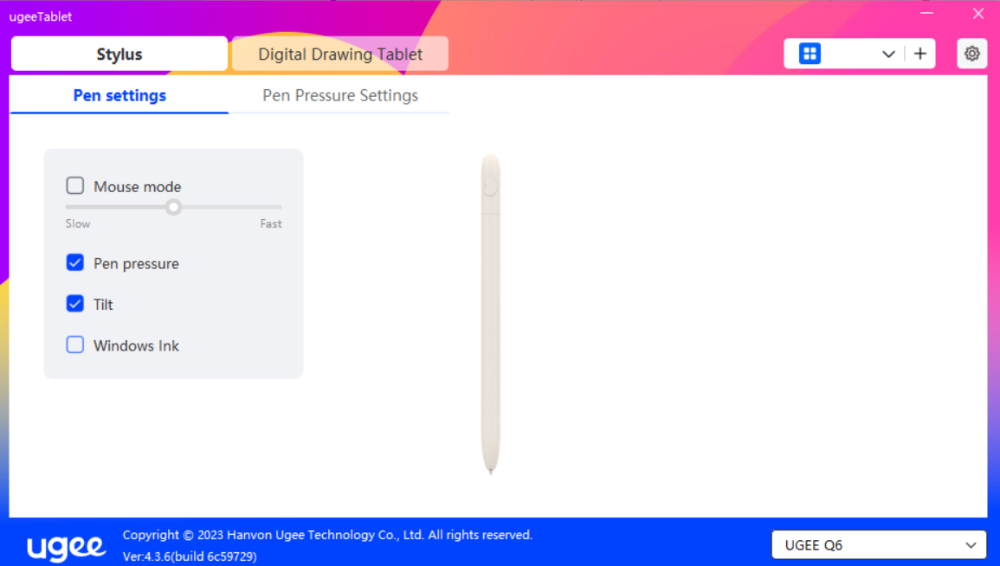 ugeeTablet
Stylus
Digital Drawing Tablet
Pen settings
Pen Pressure Settings
Mouse mode
Slow
Fast
Pen pressure
Tilt
Windows Ink
ugee
Copyright © 2023 Hanvon Ugee Technology Co., Ltd. All rights reserved.
Ver:4.3.6(build 6c59729)
UGEE Q6